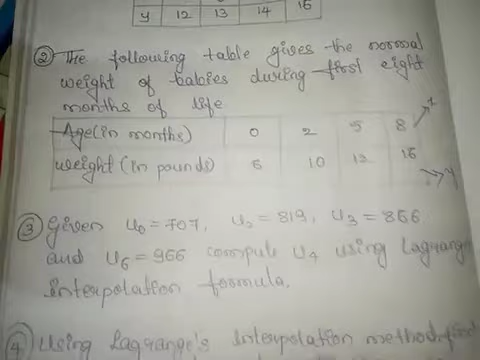 y 12 13 14 16
② The following table gives the normal
weight of babies during first eight
months of life
Age(in months) 0 2 5 8 x
weight (in pounds) 6 10 12 16 y
③ Given u₀ = 707, u₂ = 819, u₃ = 866
and u₆ = 966 compute u₄ using Lagrange
interpolation formula.
④ Using Lagrange's interpolation method, find